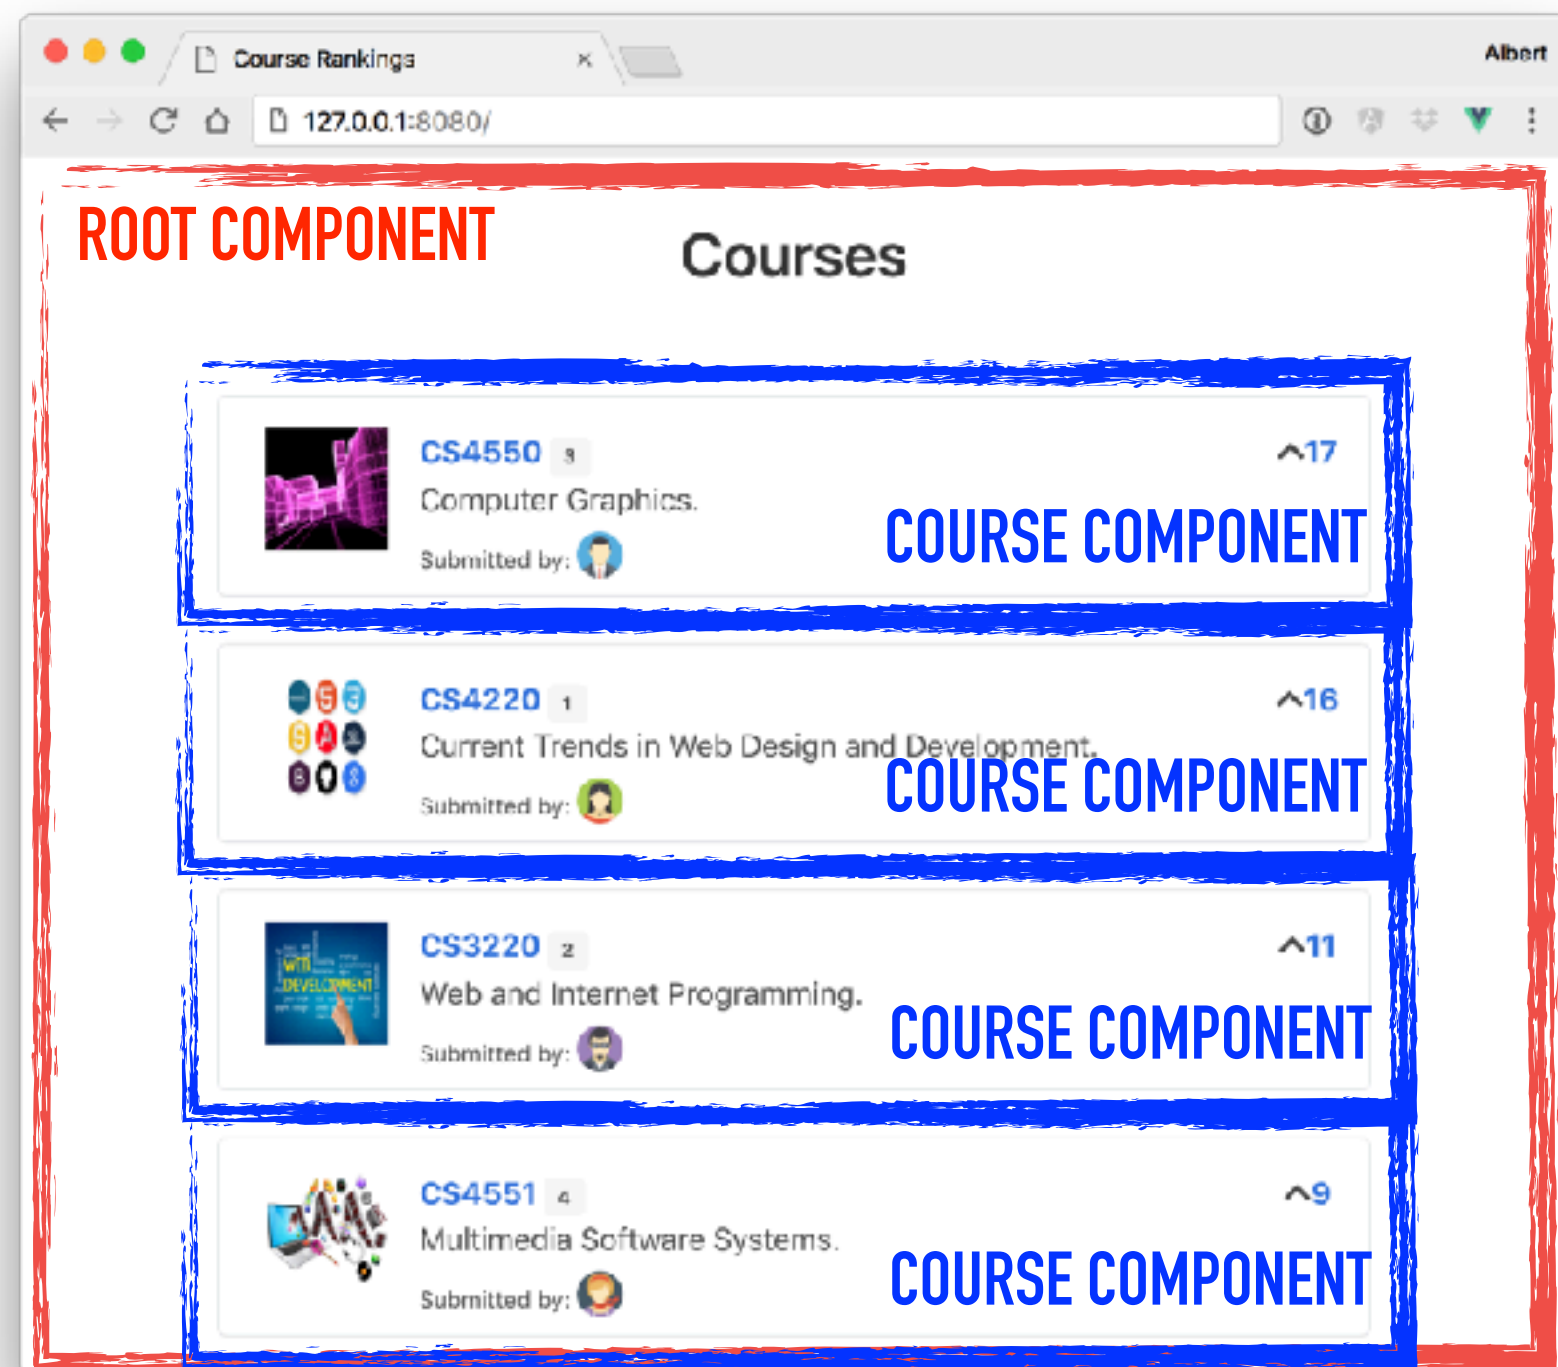 Course Rankings
Albert
127.0.0.1:8080/
ROOT COMPONENT
Courses
CS4550 3
17
Computer Graphics.
COURSE COMPONENT
Submitted by:
CS4220 1
16
Current Trends in Web Design and Development.
COURSE COMPONENT
Submitted by:
CS3220 2
11
Web and Internet Programming.
COURSE COMPONENT
Submitted by:
DEVELOPMENT
CS4551 4
9
Multimedia Software Systems.
COURSE COMPONENT
Submitted by: